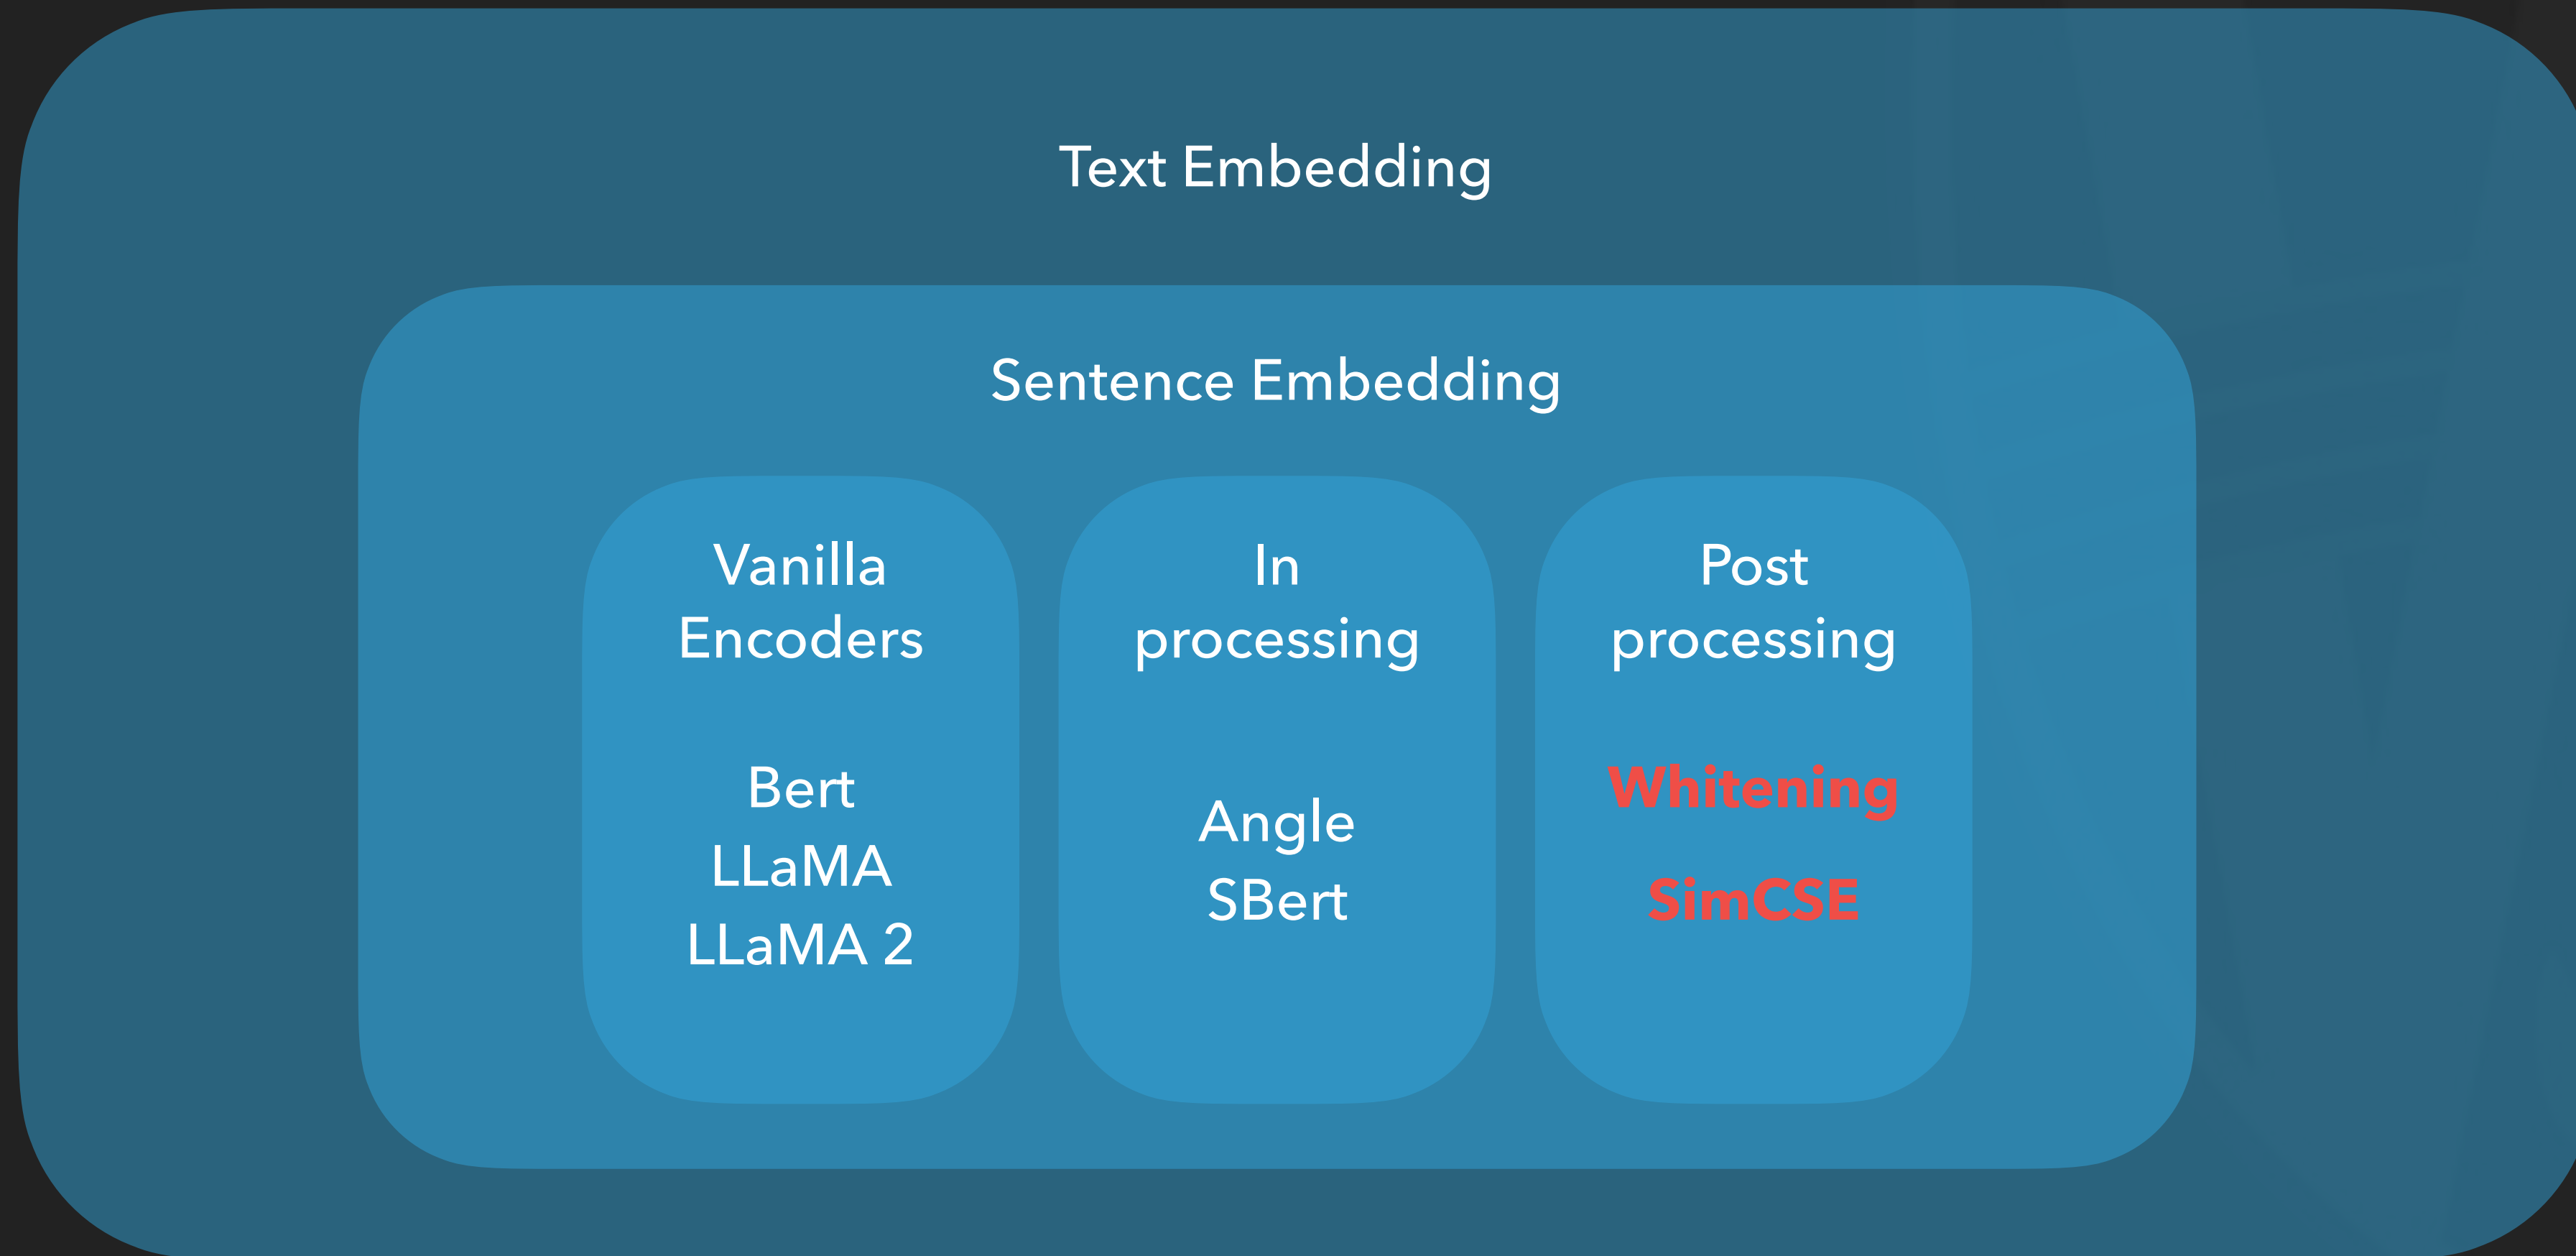 Text Embedding
Sentence Embedding
Vanilla
Encoders
Bert
LLaMA
LLaMA 2
In
processing
Angle
SBert
Post
processing
Whitening
SimCSE